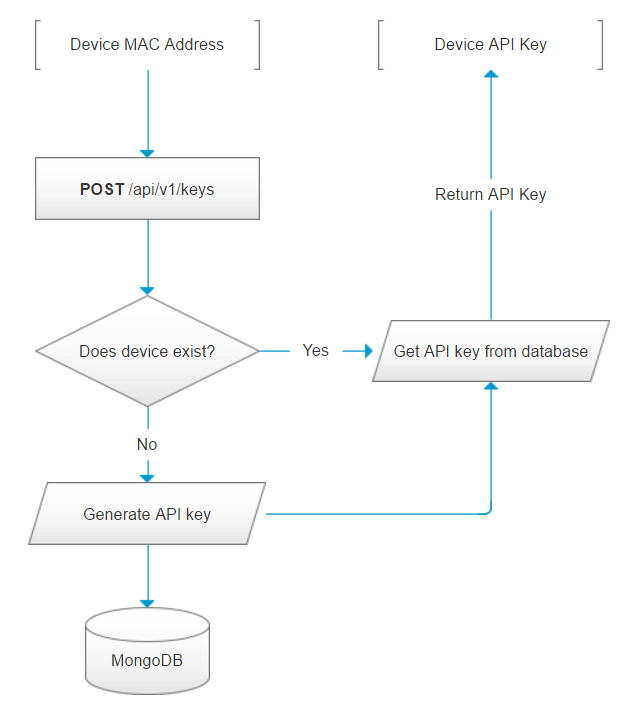 Device MAC Address
Device API Key
POST /api/v1/keys
Return API Key
Does device exist?
Yes
Get API key from database
No
Generate API key
MongoDB